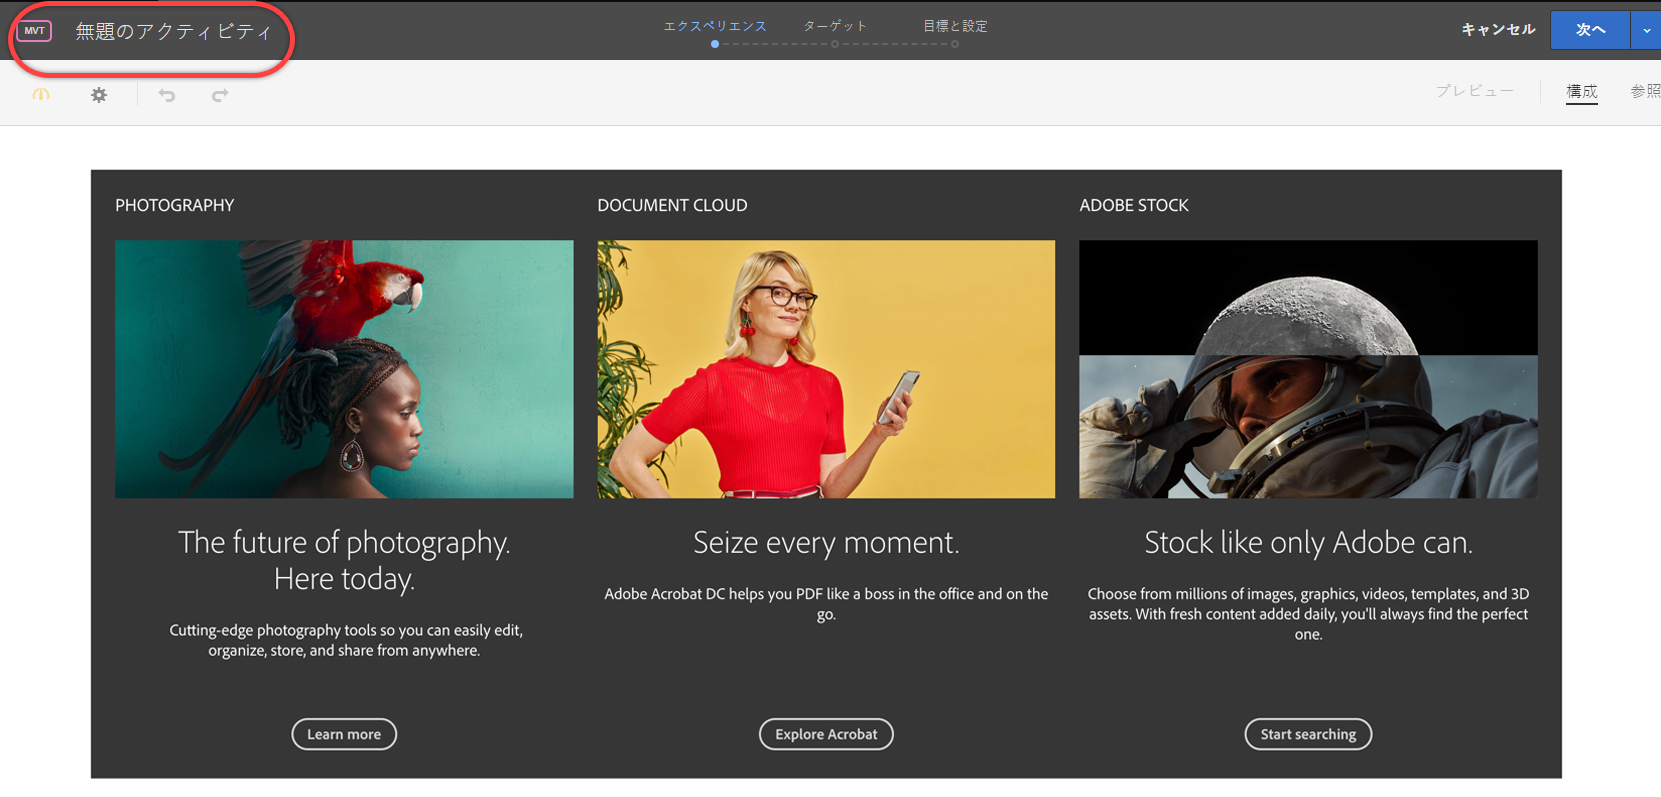 MVT 無題のアクティビティ
エクスペリエンス ターゲット 目標と設定
キャンセル 次へ
プレビュー 構成 参照
PHOTOGRAPHY
The future of photography.
Here today.
Cutting-edge photography tools so you can easily edit,
organize, store, and share from anywhere.
Learn more
DOCUMENT CLOUD
Seize every moment.
Adobe Acrobat DC helps you PDF like a boss in the office and on the
go.
Explore Acrobat
ADOBE STOCK
Stock like only Adobe can.
Choose from millions of images, graphics, videos, templates, and 3D
assets. With fresh content added daily, you'll always find the perfect
one.
Start searching